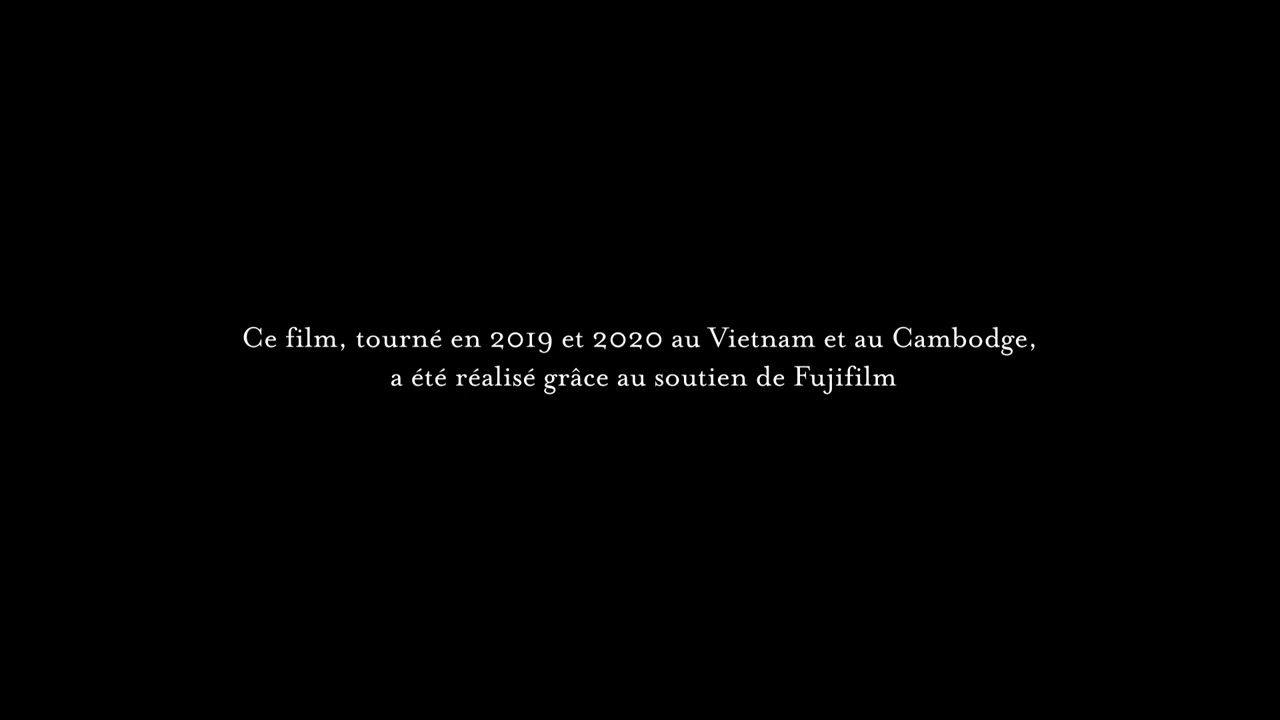 Ce film, tourné en 2019 et 2020 au Vietnam et au Cambodge,
a été réalisé grâce au soutien de Fujifilm